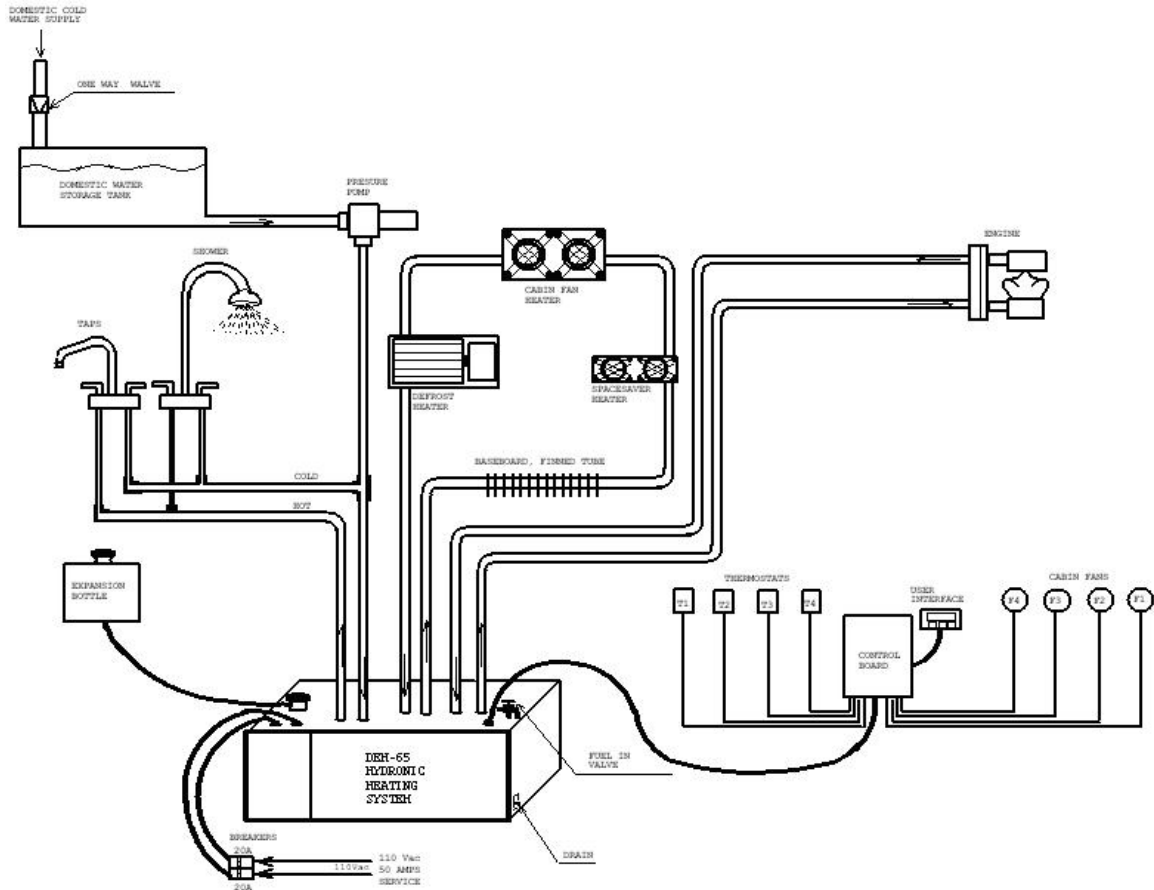 DOMESTIC COLD
WATER SUPPLY
ONE WAY WALVE
DOMESTIC WATER
STORAGE TANK
PRESURE
PUMP
SHOWER
TAPS
CABIN FAN
HEATER
ENGINE
DEFROST
HEATER
SPACESAVER
HEATER
BASEBOARD, FINNED TUBE
COLD
HOT
EXPANSION
BOTTLE
THERMOSTATS
T1
T2
T3
T4
USER
INTERFACE
CABIN FANS
F4
F3
F2
F1
CONTROL
BOARD
DEH-65
HYDRONIC
HEATING
SYSTEM
FUEL IN
VALVE
DRAIN
BREAKERS
20A
20A
110Vac
110 Vac
50 AMPS
SERVICE